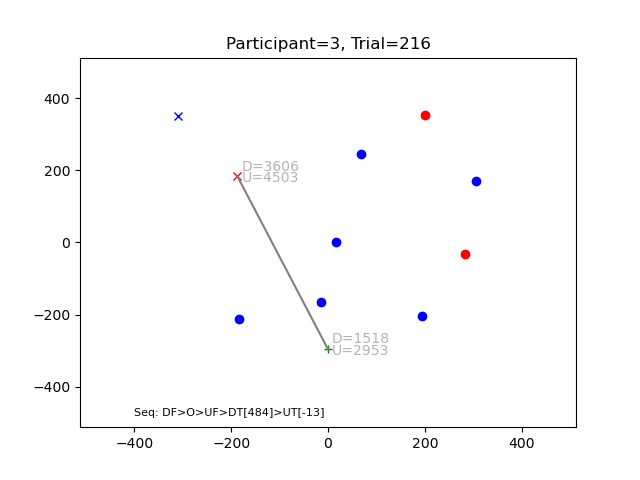 Participant=3, Trial=216
400
200
0
−200
−400
D=3606
U=4503
D=1518
U=2953
Seq: DF>O>UF>DT[484]>UT[-13]
−400 −200 0 200 400